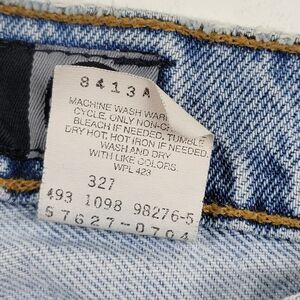 8413A
MACHINE WASH WAR
CYCLE. ONLY NON-C
BLEACH IF NEEDED. TUMBLE
DRY HOT, HOT IRON IF NEEDED.
WASH AND DRY
WITH LIKE COLORS.
WPL 423
327
493 1098 98276-5
57627-0704